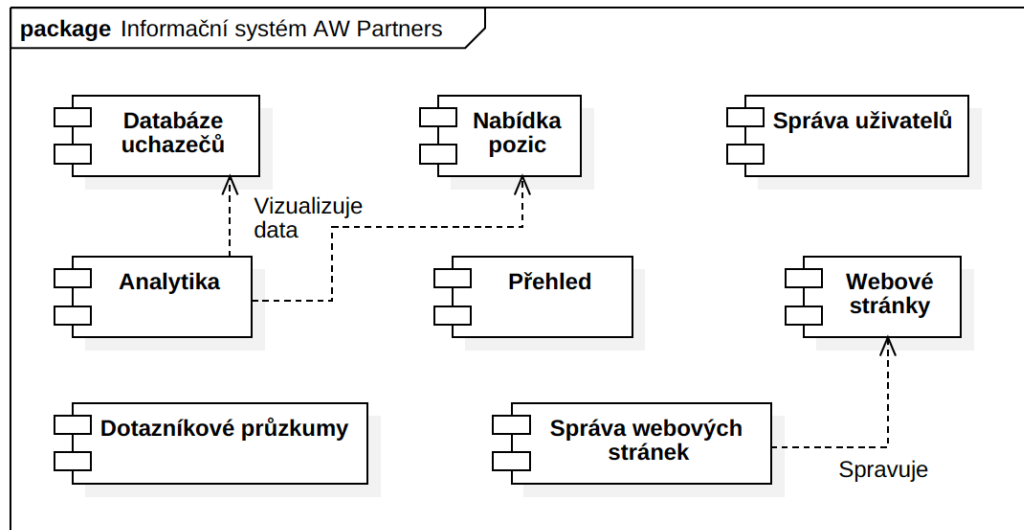 package Informační systém AW Partners
Databáze
uchazečů
Nabídka
pozic
Správa uživatelů
Vizualizuje
data
Analytika
Přehled
Webové
stránky
Dotazníkové průzkumy
Správa webových
stránek
Spravuje